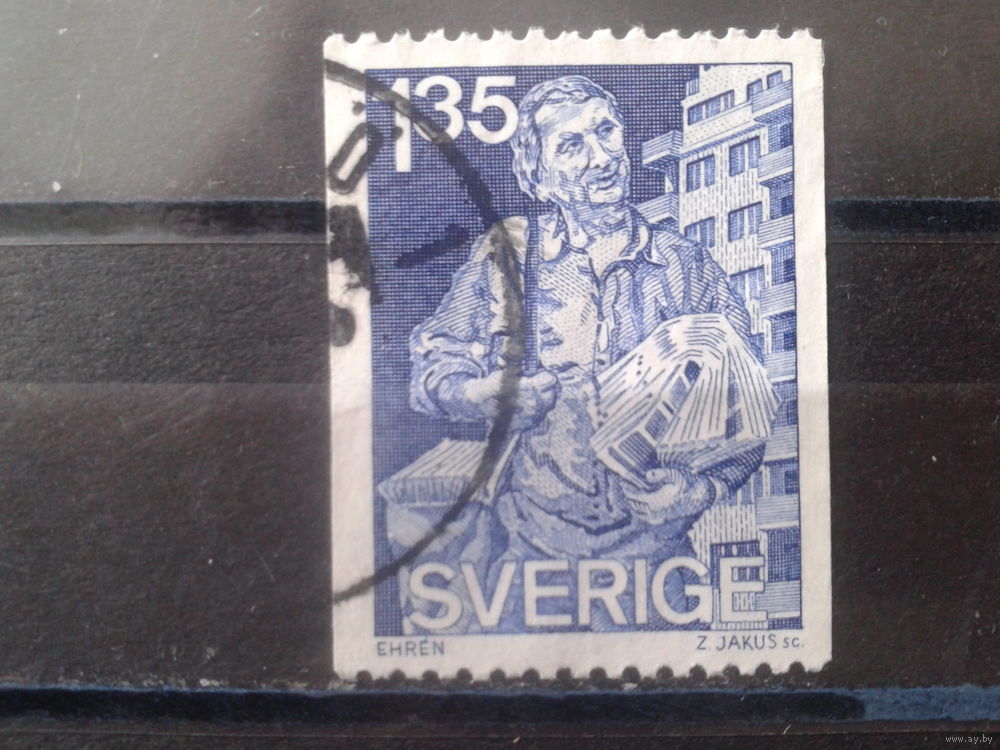 1 35
SVERIGE
EHRÉN
Z. JAKUS sc.
www.ay.by